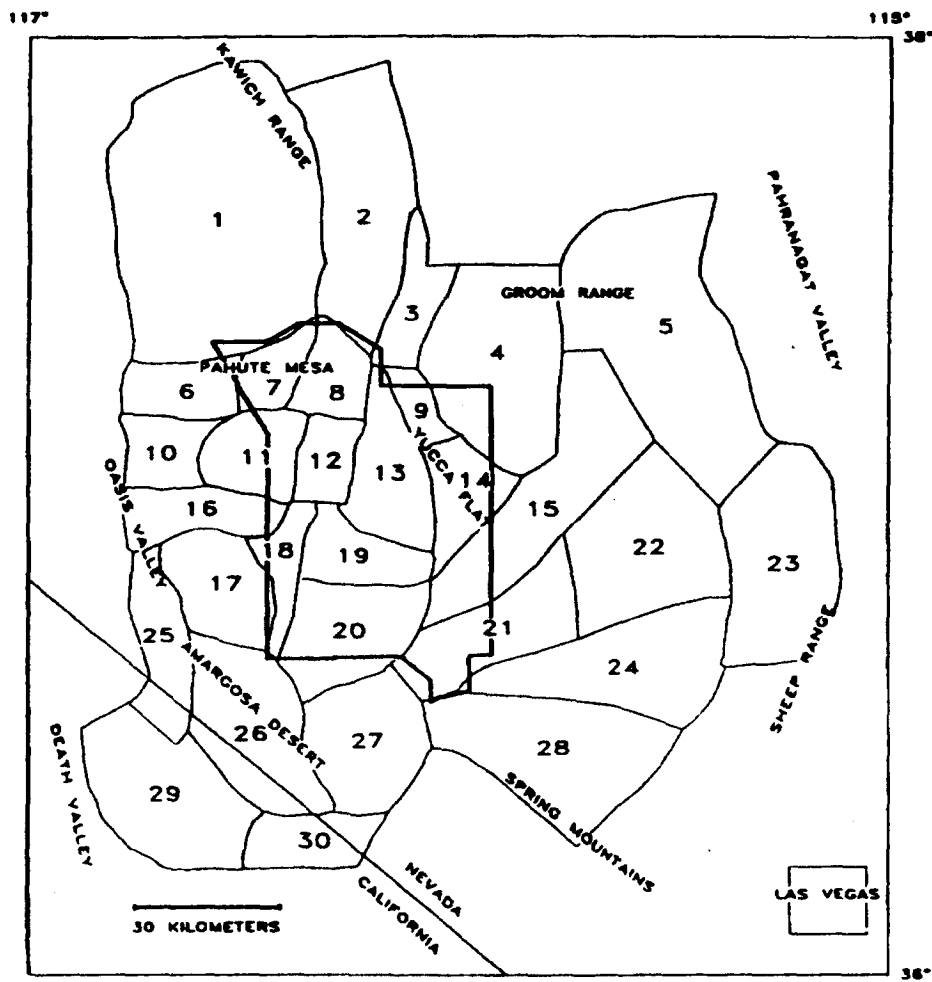 117°
115°
38°
KAWICH RANGE
1
2
PAHRANAGAT VALLEY
3
GROOM RANGE
4
5
PAHUTE MESA
6
7
8
9
YUCCA FLAT
10
11
12
13
14
15
OASIS VALLEY
16
17
18
19
20
21
22
23
24
25
AMARGOSA DESERT
SHEEP RANGE
26
27
28
DEATH VALLEY
29
30
SPRING MOUNTAINS
NEVADA
CALIFORNIA
LAS VEGAS
30 KILOMETERS
36°